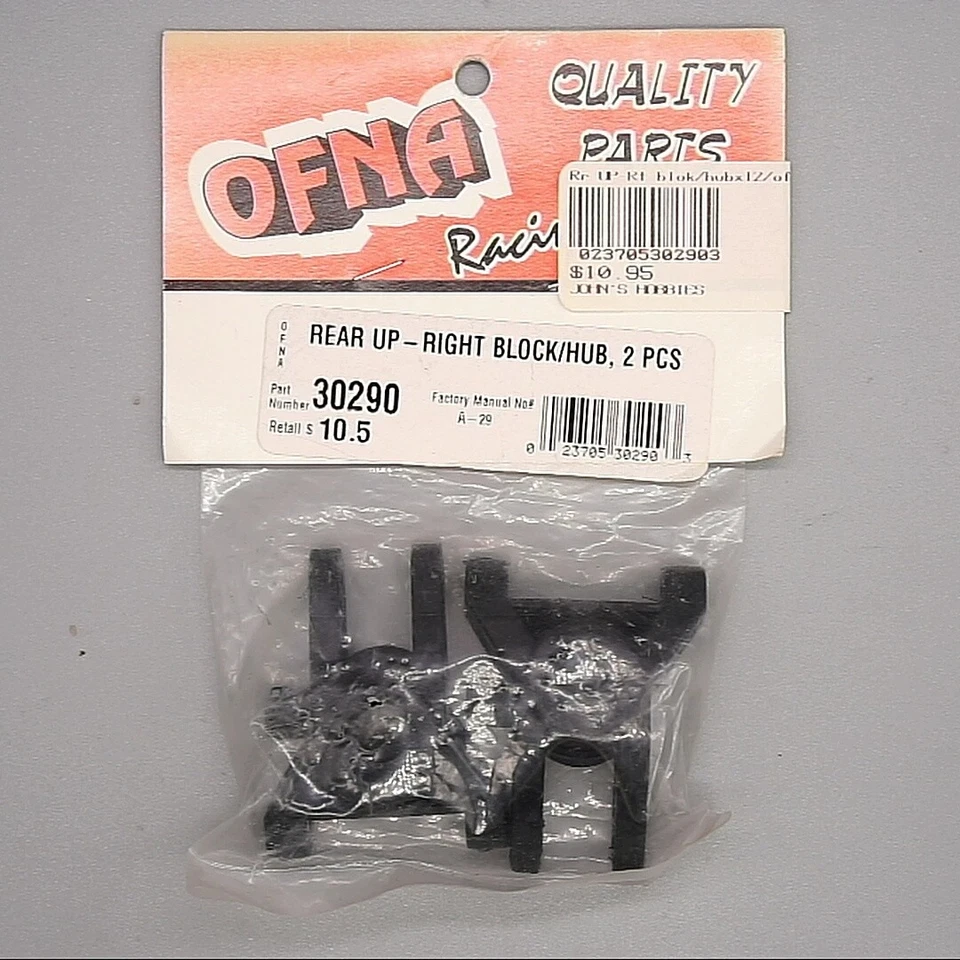 OFNA
Racin
QUALITY
PARTS
Rr UP Rt blok/hubx12/of
023705302903
$10.95
JOHN'S HOBBIES
OFNA
REAR UP-RIGHT BLOCK/HUB, 2 PCS
Part
Number 30290
Retail $ 10.5
Factory Manual No#
A-29
0 23705 30290 3